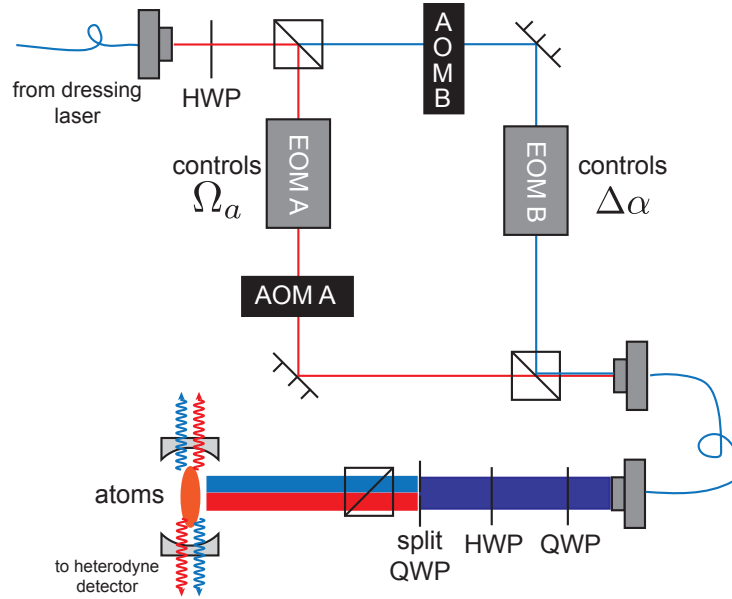 from dressing
laser
HWP
AOM B
controls
Ωₐ
EOM A
EOM B
controls
Δα
AOM A
atoms
to heterodyne
detector
split
QWP
HWP
QWP